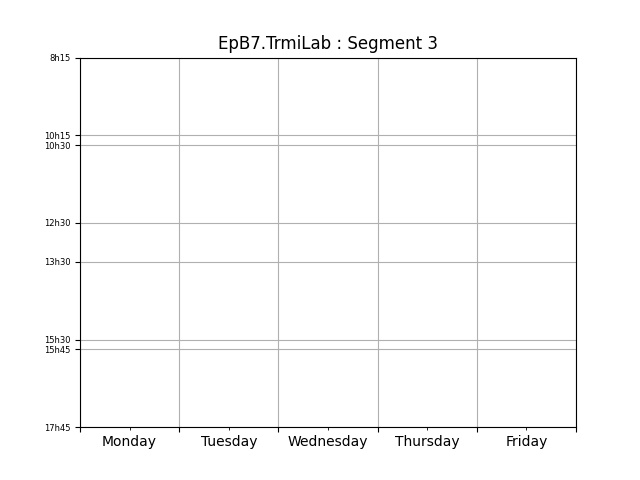 EpB7.TrmiLab : Segment 3
8h15
10h15
10h30
12h30
13h30
15h30
15h45
17h45
Monday Tuesday Wednesday Thursday Friday